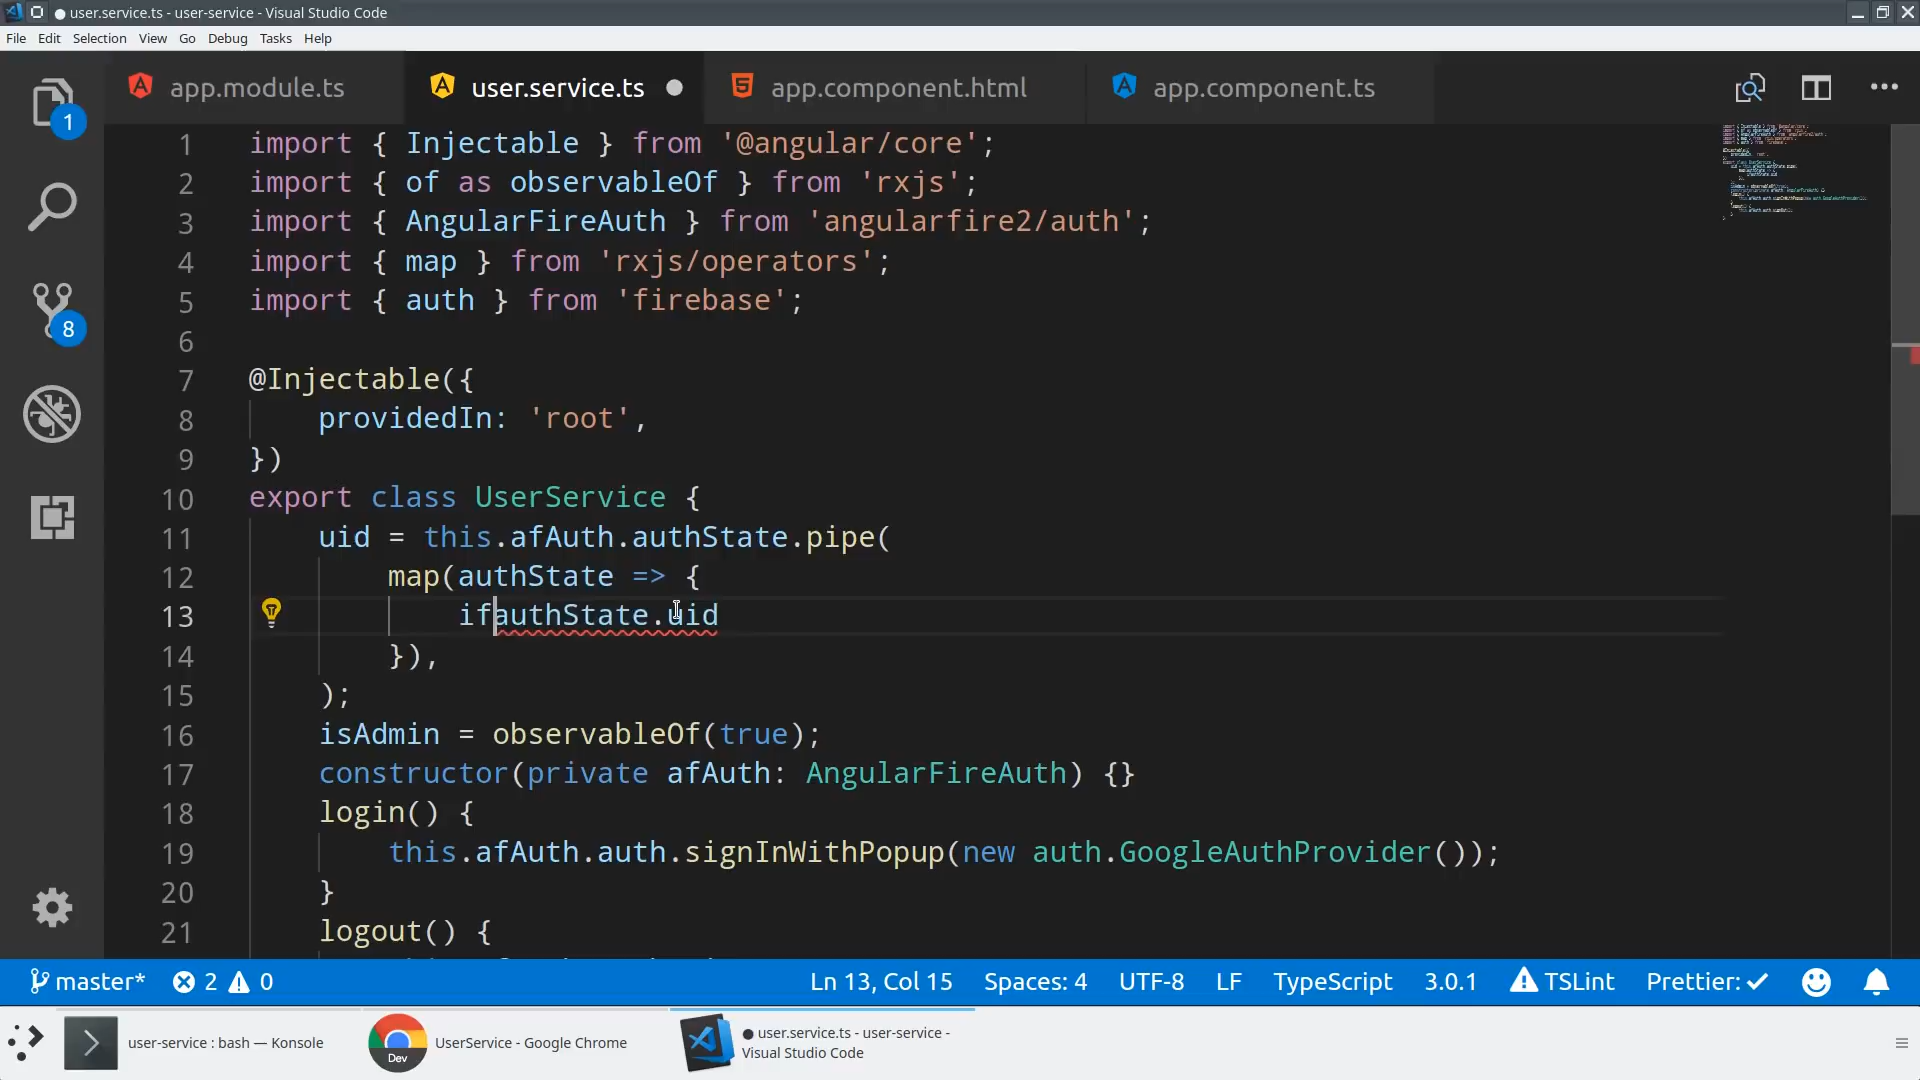 user.service.ts - user-service - Visual Studio Code
File Edit Selection View Go Debug Tasks Help
app.module.ts user.service.ts app.component.html app.component.ts
1 import { Injectable } from '@angular/core';
2 import { of as observableOf } from 'rxjs';
3 import { AngularFireAuth } from 'angularfire2/auth';
4 import { map } from 'rxjs/operators';
5 import { auth } from 'firebase';
6
7 @Injectable({
8 providedIn: 'root',
9 })
10 export class UserService {
11 uid = this.afAuth.authState.pipe(
12 map(authState => {
13 ifauthState.uid
14 }),
15 );
16 isAdmin = observableOf(true);
17 constructor(private afAuth: AngularFireAuth) {}
18 login() {
19 this.afAuth.auth.signInWithPopup(new auth.GoogleAuthProvider());
20 }
21 logout() {
1
8
master* 2 0 Ln 13, Col 15 Spaces: 4 UTF-8 LF TypeScript 3.0.1 TSLint Prettier: ✓
user-service : bash — Konsole
Dev
UserService - Google Chrome
● user.service.ts - user-service -
Visual Studio Code